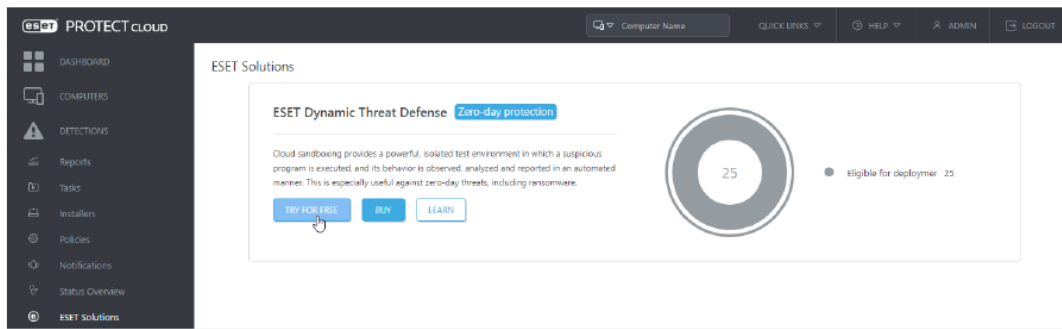 eset PROTECT CLOUD
Computer Name
QUICK LINKS
HELP
ADMIN
LOGOUT
DASHBOARD
COMPUTERS
DETECTIONS
Reports
Tasks
Installers
Policies
Notifications
Status Overview
ESET Solutions
ESET Solutions
ESET Dynamic Threat Defense Zero-day protection
Cloud sandboxing provides a powerful, isolated test environment in which a suspicious
program is executed, and its behavior is observed, analyzed and reported in an automated
manner. This is especially useful against zero-day threats, including ransomware.
TRY FOR FREE BUY LEARN
25
Eligible for deploymer 25